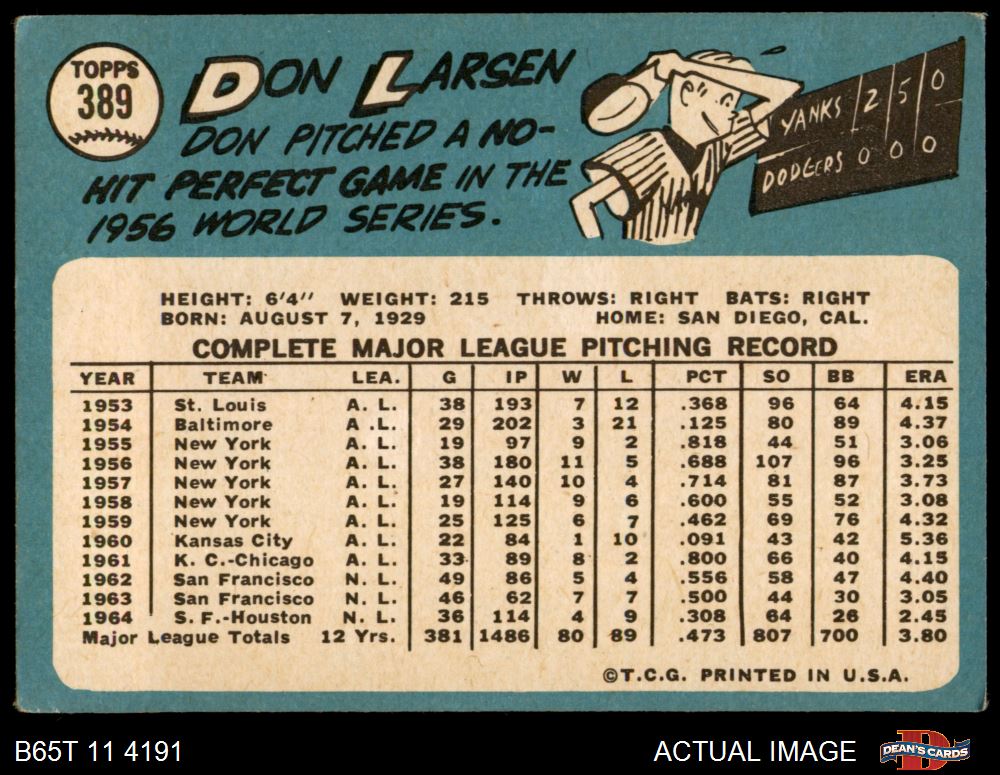 TOPPS
389
DON LARSEN
DON PITCHED A NO-
HIT PERFECT GAME IN THE
1956 WORLD SERIES.
YANKS 2 5 0
DODGERS 0 0 0
HEIGHT: 6'4" WEIGHT: 215 THROWS: RIGHT BATS: RIGHT
BORN: AUGUST 7, 1929 HOME: SAN DIEGO, CAL.
COMPLETE MAJOR LEAGUE PITCHING RECORD
YEAR TEAM LEA. G IP W L PCT SO BB ERA
1953 St. Louis A. L. 38 193 7 12 .368 96 64 4.15
1954 Baltimore A .L. 29 202 3 21 .125 80 89 4.37
1955 New York A. L. 19 97 9 2 .818 44 51 3.06
1956 New York A. L. 38 180 11 5 .688 107 96 3.25
1957 New York A. L. 27 140 10 4 .714 81 87 3.73
1958 New York A. L. 19 114 9 6 .600 55 52 3.08
1959 New York A. L. 25 125 6 7 .462 69 76 4.32
1960 Kansas City A. L. 22 84 1 10 .091 43 42 5.36
1961 K. C.-Chicago A. L. 33 89 8 2 .800 66 40 4.15
1962 San Francisco N. L. 49 86 5 4 .556 58 47 4.40
1963 San Francisco N. L. 46 62 7 7 .500 44 30 3.05
1964 S. F.-Houston N. L. 36 114 4 9 .308 64 26 2.45
Major League Totals 12 Yrs. 381 1486 80 89 .473 807 700 3.80
©T.C.G. PRINTED IN U.S.A.
B65T 11 4191 ACTUAL IMAGE D DEAN'S CARDS